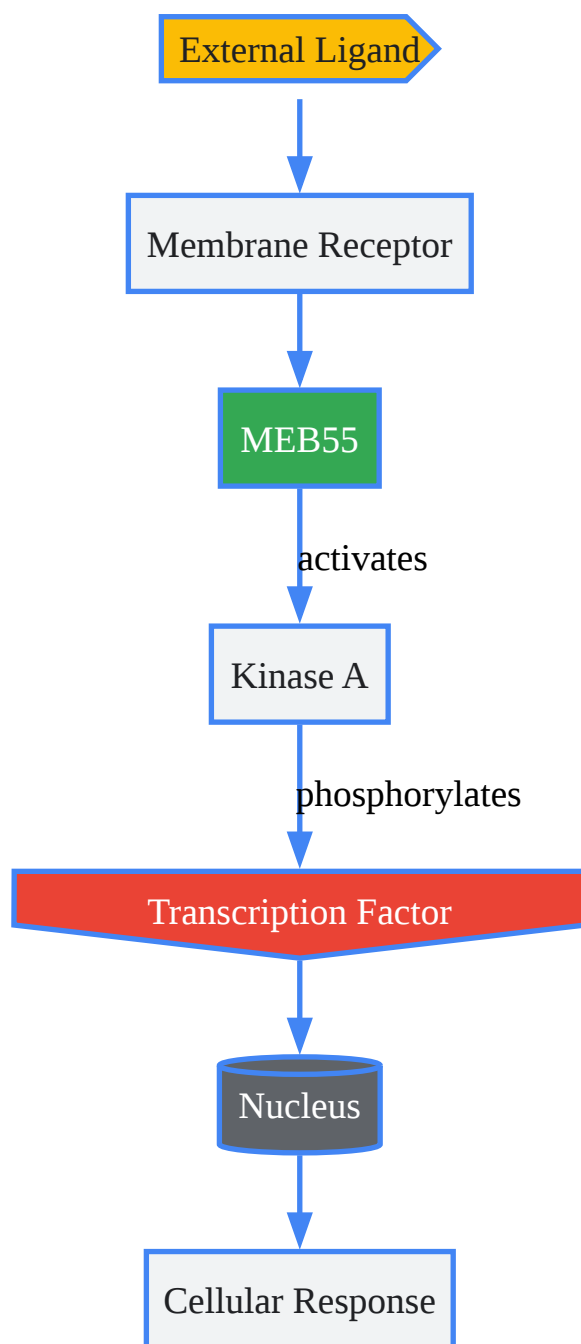 External Ligand
Membrane Receptor
MEB55
activates
Kinase A
phosphorylates
Transcription Factor
Nucleus
Cellular Response